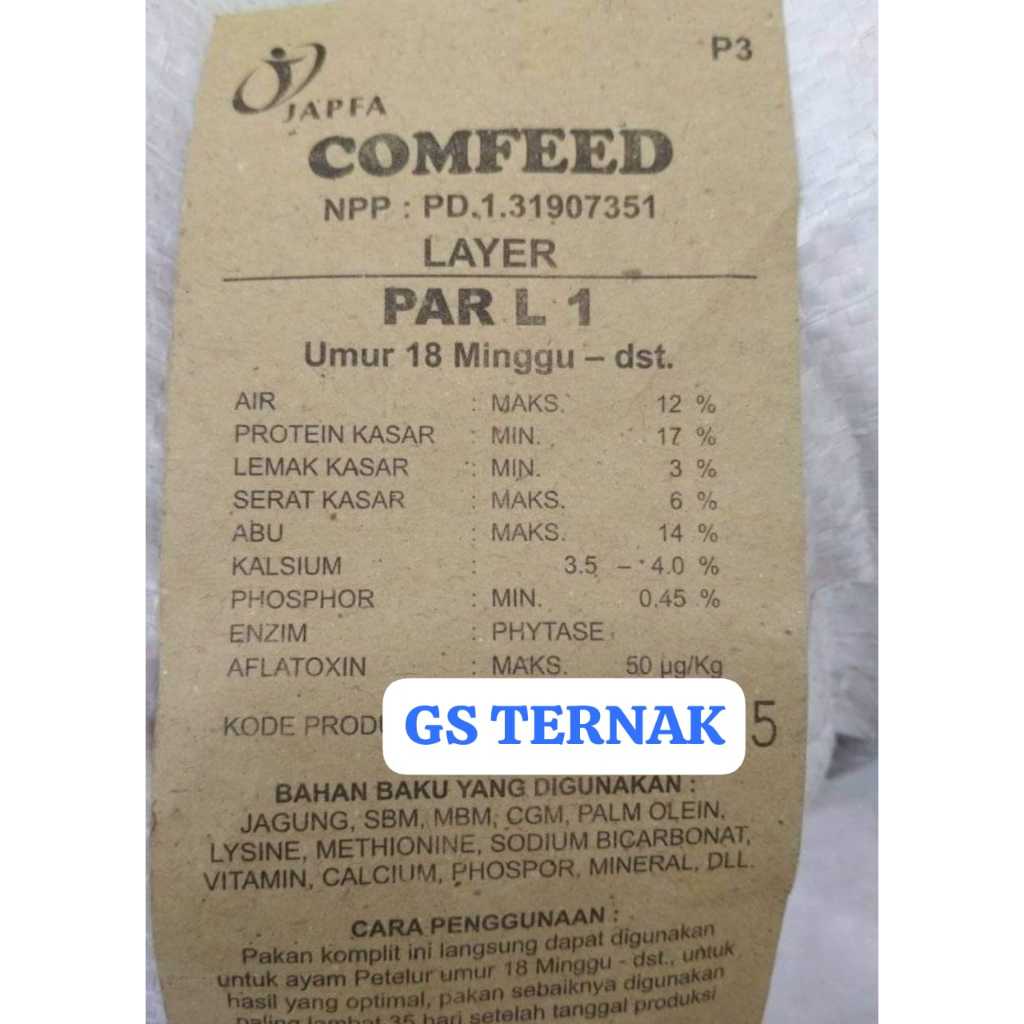 P3
JAPFA
COMFEED
NPP : PD.1.31907351
LAYER
PAR L 1
Umur 18 Minggu – dst.
AIR : MAKS. 12 %
PROTEIN KASAR : MIN. 17 %
LEMAK KASAR : MIN. 3 %
SERAT KASAR : MAKS. 6 %
ABU : MAKS. 14 %
KALSIUM : 3.5 – 4.0 %
PHOSPHOR : MIN. 0.45 %
ENZIM : PHYTASE
AFLATOXIN : MAKS. 50 µg/Kg
KODE PRODU 5
GS TERNAK
BAHAN BAKU YANG DIGUNAKAN :
JAGUNG, SBM, MBM, CGM, PALM OLEIN,
LYSINE, METHIONINE, SODIUM BICARBONAT,
VITAMIN, CALCIUM, PHOSPOR, MINERAL, DLL.
CARA PENGGUNAAN :
Pakan komplit ini langsung dapat digunakan
untuk ayam Petelur umur 18 Minggu - dst., untuk
hasil yang optimal, pakan sebaiknya digunakan
paling lambat 35 hari setelah tanggal produksi